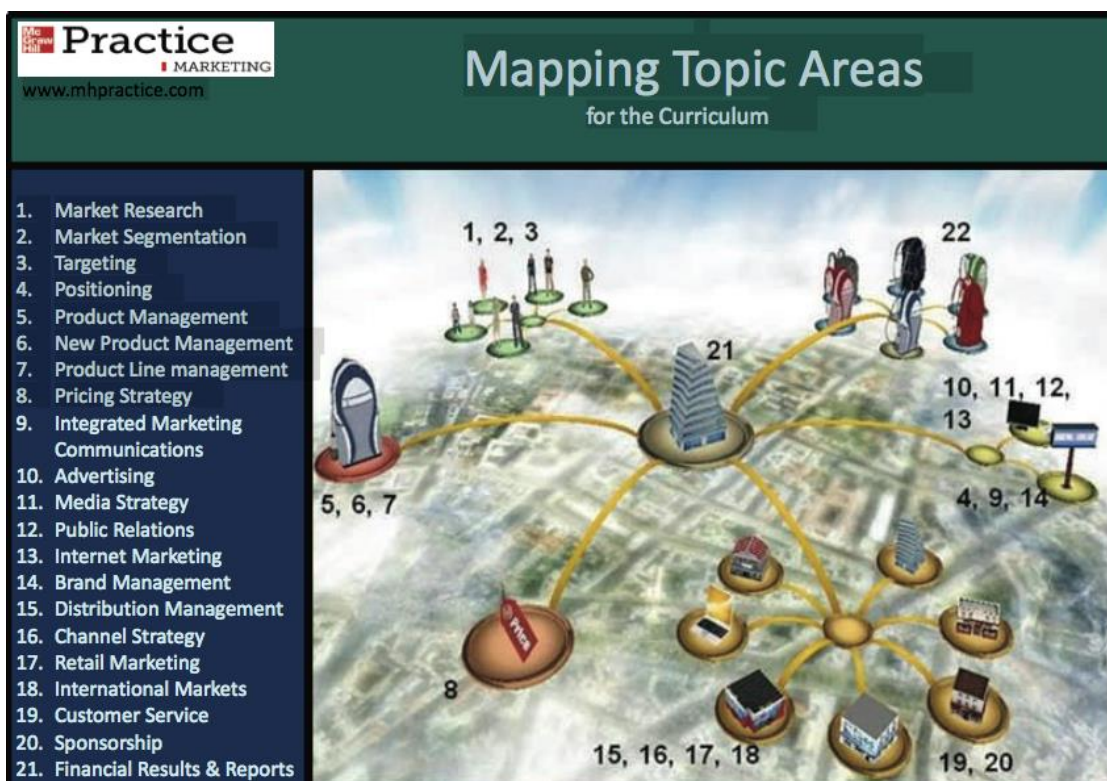 Mc
Graw
Hill
Practice
MARKETING
www.mhpractice.com
Mapping Topic Areas
for the Curriculum
1. Market Research
2. Market Segmentation
3. Targeting
4. Positioning
5. Product Management
6. New Product Management
7. Product Line management
8. Pricing Strategy
9. Integrated Marketing
Communications
10. Advertising
11. Media Strategy
12. Public Relations
13. Internet Marketing
14. Brand Management
15. Distribution Management
16. Channel Strategy
17. Retail Marketing
18. International Markets
19. Customer Service
20. Sponsorship
21. Financial Results & Reports
1, 2, 3
22
21
10, 11, 12,
13
5, 6, 7
4, 9, 14
Price
8
15, 16, 17, 18
19, 20